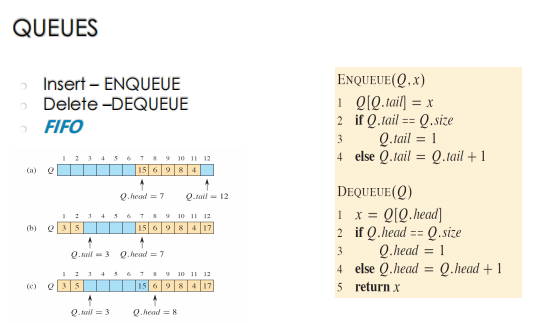 QUEUES
Insert – ENQUEUE
Delete –DEQUEUE
FIFO
1 2 3 4 5 6 7 8 9 10 11 12
(a) Q 15 6 9 8 4
Q.head = 7 Q.tail = 12
1 2 3 4 5 6 7 8 9 10 11 12
(b) Q 3 5 15 6 9 8 4 17
Q.tail = 3 Q.head = 7
1 2 3 4 5 6 7 8 9 10 11 12
(c) Q 3 5 15 6 9 8 4 17
Q.tail = 3 Q.head = 8
ENQUEUE(Q, x)
1 Q[Q.tail] = x
2 if Q.tail == Q.size
3 Q.tail = 1
4 else Q.tail = Q.tail + 1
DEQUEUE(Q)
1 x = Q[Q.head]
2 if Q.head == Q.size
3 Q.head = 1
4 else Q.head = Q.head + 1
5 return x